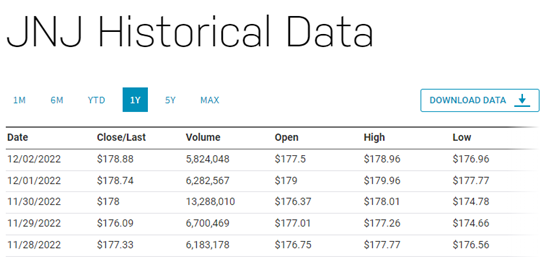 JNJ Historical Data
1M 6M YTD 1Y 5Y MAX DOWNLOAD DATA
Date Close/Last Volume Open High Low
12/02/2022 $178.88 5,824,048 $177.5 $178.96 $176.96
12/01/2022 $178.74 6,282,567 $179 $179.96 $177.77
11/30/2022 $178 13,288,010 $176.37 $178.01 $174.78
11/29/2022 $176.09 6,700,469 $177.01 $177.26 $174.66
11/28/2022 $177.33 6,183,178 $176.75 $177.77 $176.56